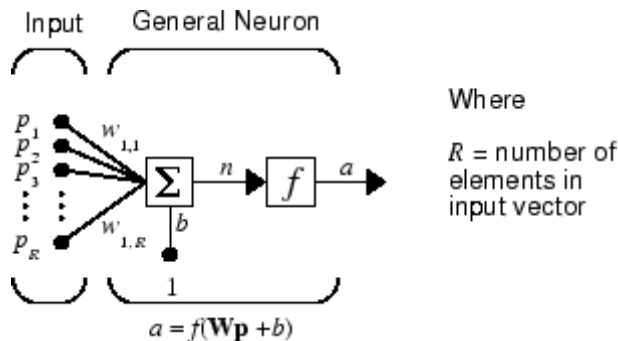 Input General Neuron
p1
p2
p3
pR
w1,1
w1,R
Σ
n
f
a
b
1
a = f(Wp +b)
Where
R = number of
elements in
input vector